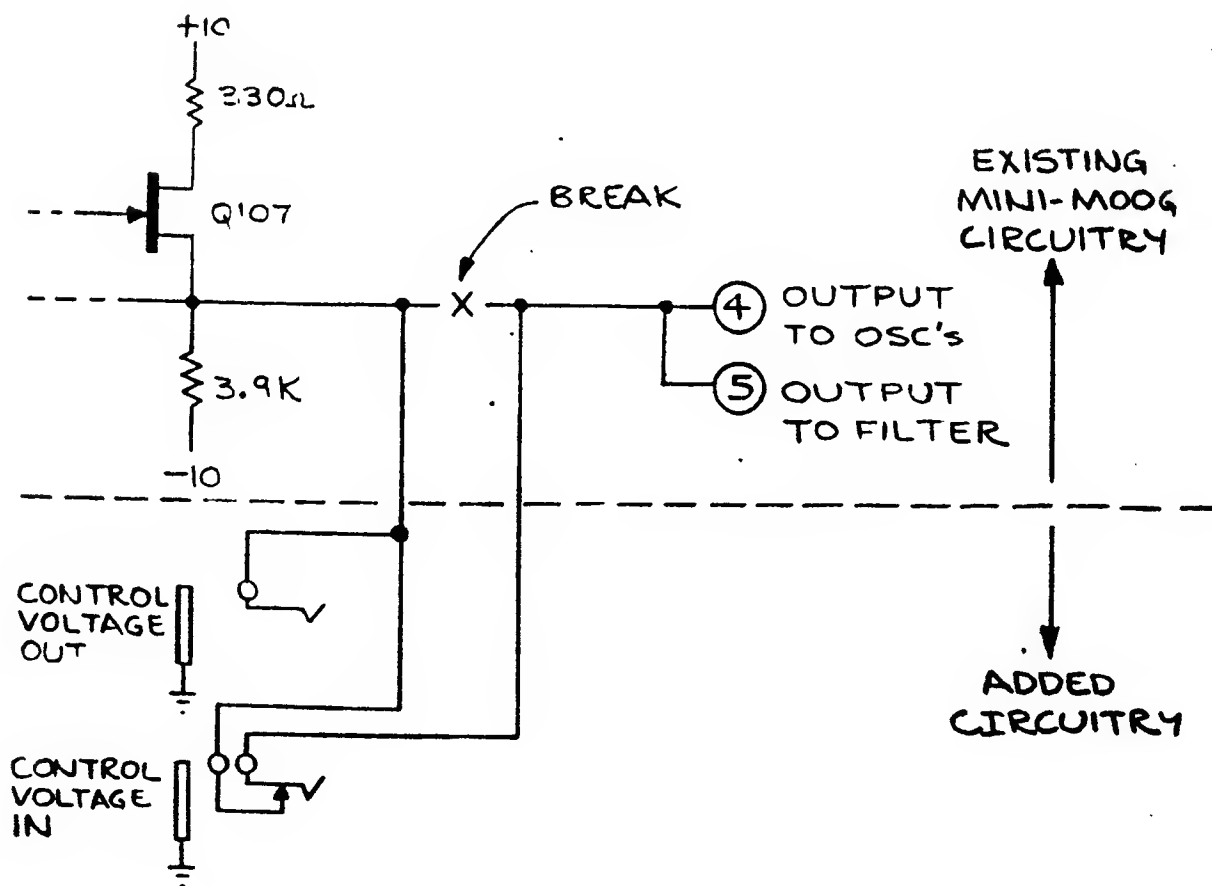 +10
330Ω
Q107
BREAK
X
EXISTING
MINI-MOOG
CIRCUITRY
4
OUTPUT
TO OSC's
5
OUTPUT
TO FILTER
3.9K
-10
CONTROL
VOLTAGE
OUT
ADDED
CIRCUITRY
CONTROL
VOLTAGE
IN